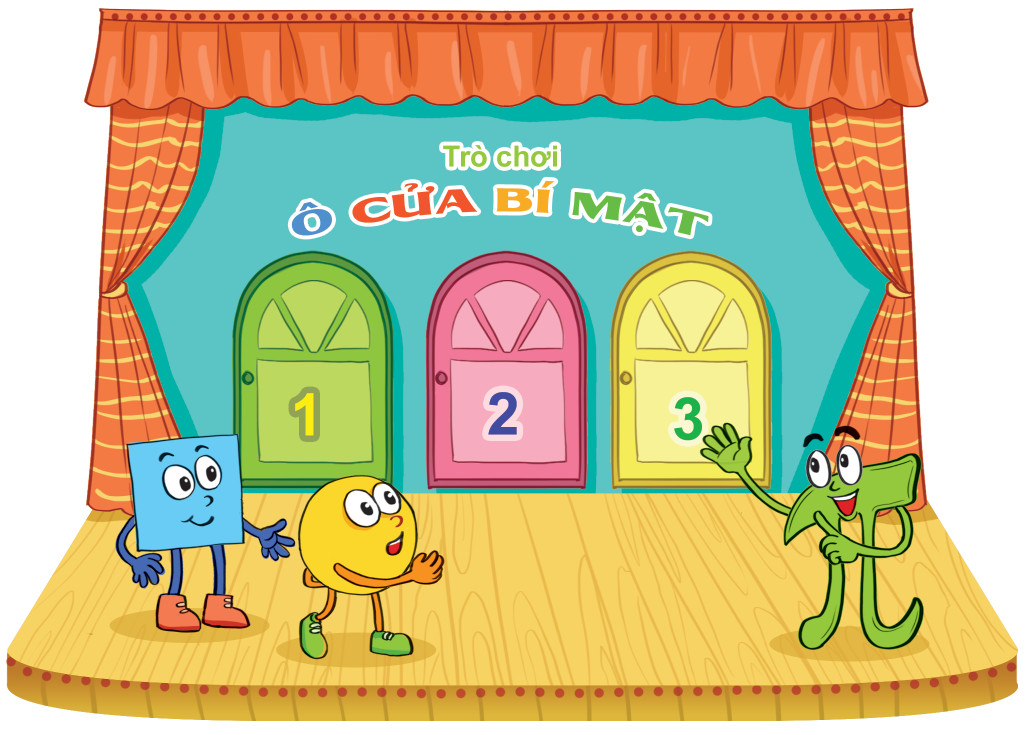 Trò chơi
Ô CỬA BÍ MẬT
1 2 3